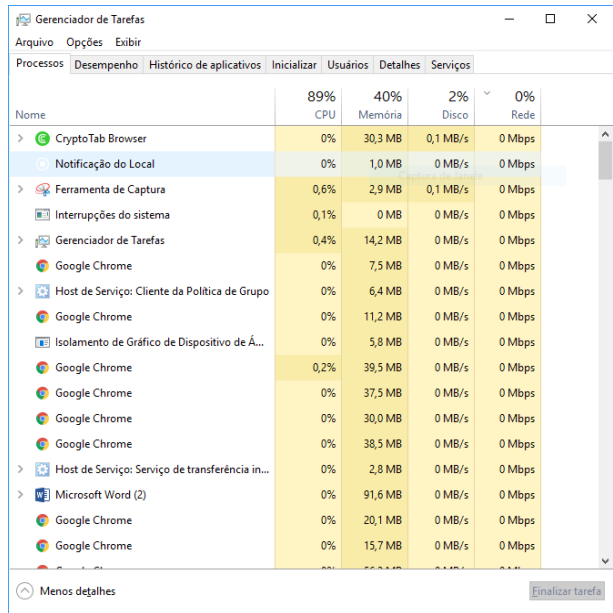 Gerenciador de Tarefas
Arquivo Opções Exibir
Processos Desempenho Histórico de aplicativos Inicializar Usuários Detalhes Serviços
89% 40% 2% 0%
Nome CPU Memória Disco Rede
CryptoTab Browser 0% 30,3 MB 0,1 MB/s 0 Mbps
Notificação do Local 0% 1,0 MB 0 MB/s 0 Mbps
Captura de Janela
Ferramenta de Captura 0,6% 2,9 MB 0,1 MB/s 0 Mbps
Interrupções do sistema 0,1% 0 MB 0 MB/s 0 Mbps
Gerenciador de Tarefas 0,4% 14,2 MB 0 MB/s 0 Mbps
Google Chrome 0% 7,5 MB 0 MB/s 0 Mbps
Host de Serviço: Cliente da Política de Grupo 0% 6,4 MB 0 MB/s 0 Mbps
Google Chrome 0% 11,2 MB 0 MB/s 0 Mbps
Isolamento de Gráfico de Dispositivo de Á... 0% 5,8 MB 0 MB/s 0 Mbps
Google Chrome 0,2% 39,5 MB 0 MB/s 0 Mbps
Google Chrome 0% 37,5 MB 0 MB/s 0 Mbps
Google Chrome 0% 30,0 MB 0 MB/s 0 Mbps
Google Chrome 0% 38,5 MB 0 MB/s 0 Mbps
Host de Serviço: Serviço de transferência in... 0% 2,8 MB 0 MB/s 0 Mbps
Microsoft Word (2) 0% 91,6 MB 0 MB/s 0 Mbps
Google Chrome 0% 20,1 MB 0 MB/s 0 Mbps
Google Chrome 0% 15,7 MB 0 MB/s 0 Mbps
Menos detalhes Finalizar tarefa